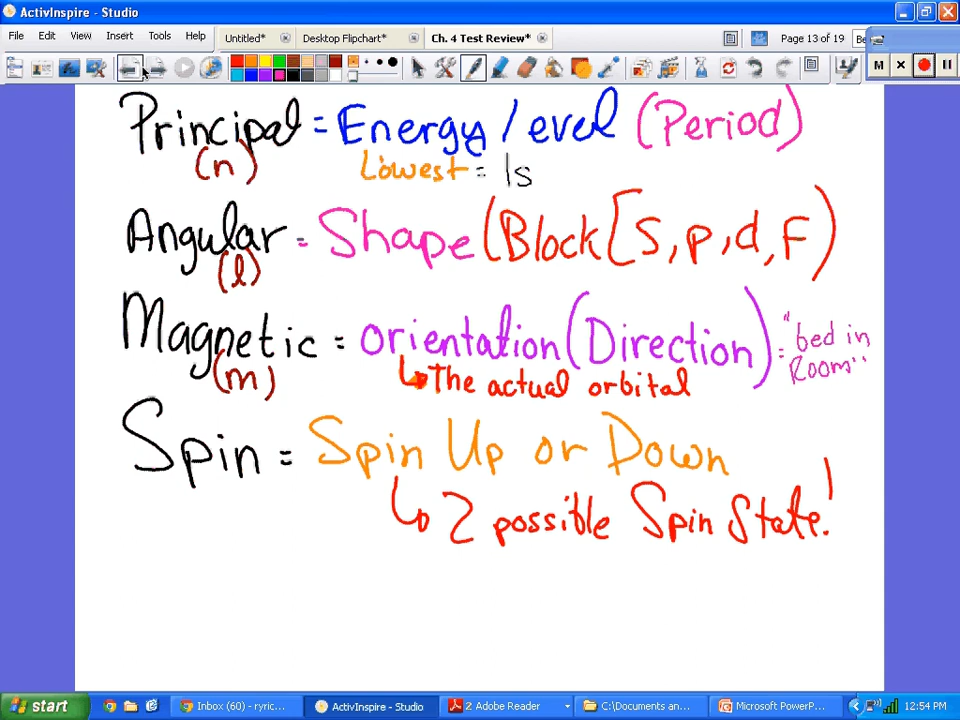 ActivInspire - Studio
File Edit View Insert Tools Help
Untitled* Desktop Flipchart* Ch. 4 Test Review*
Page 13 of 19 Be
M
Principal = Energy level (Period)
(n) Lowest = 1s
Angular = Shape (Block [S, p, d, F)
(l)
Magnetic = orientation (Direction) = "bed in
Room"
(m) The actual orbital
Spin = Spin Up or Down
2 possible Spin State!
start
Inbox (60) - ryric...
ActivInspire - Studio
2 Adobe Reader
C:\Documents an...
Microsoft PowerP...
12:54 PM